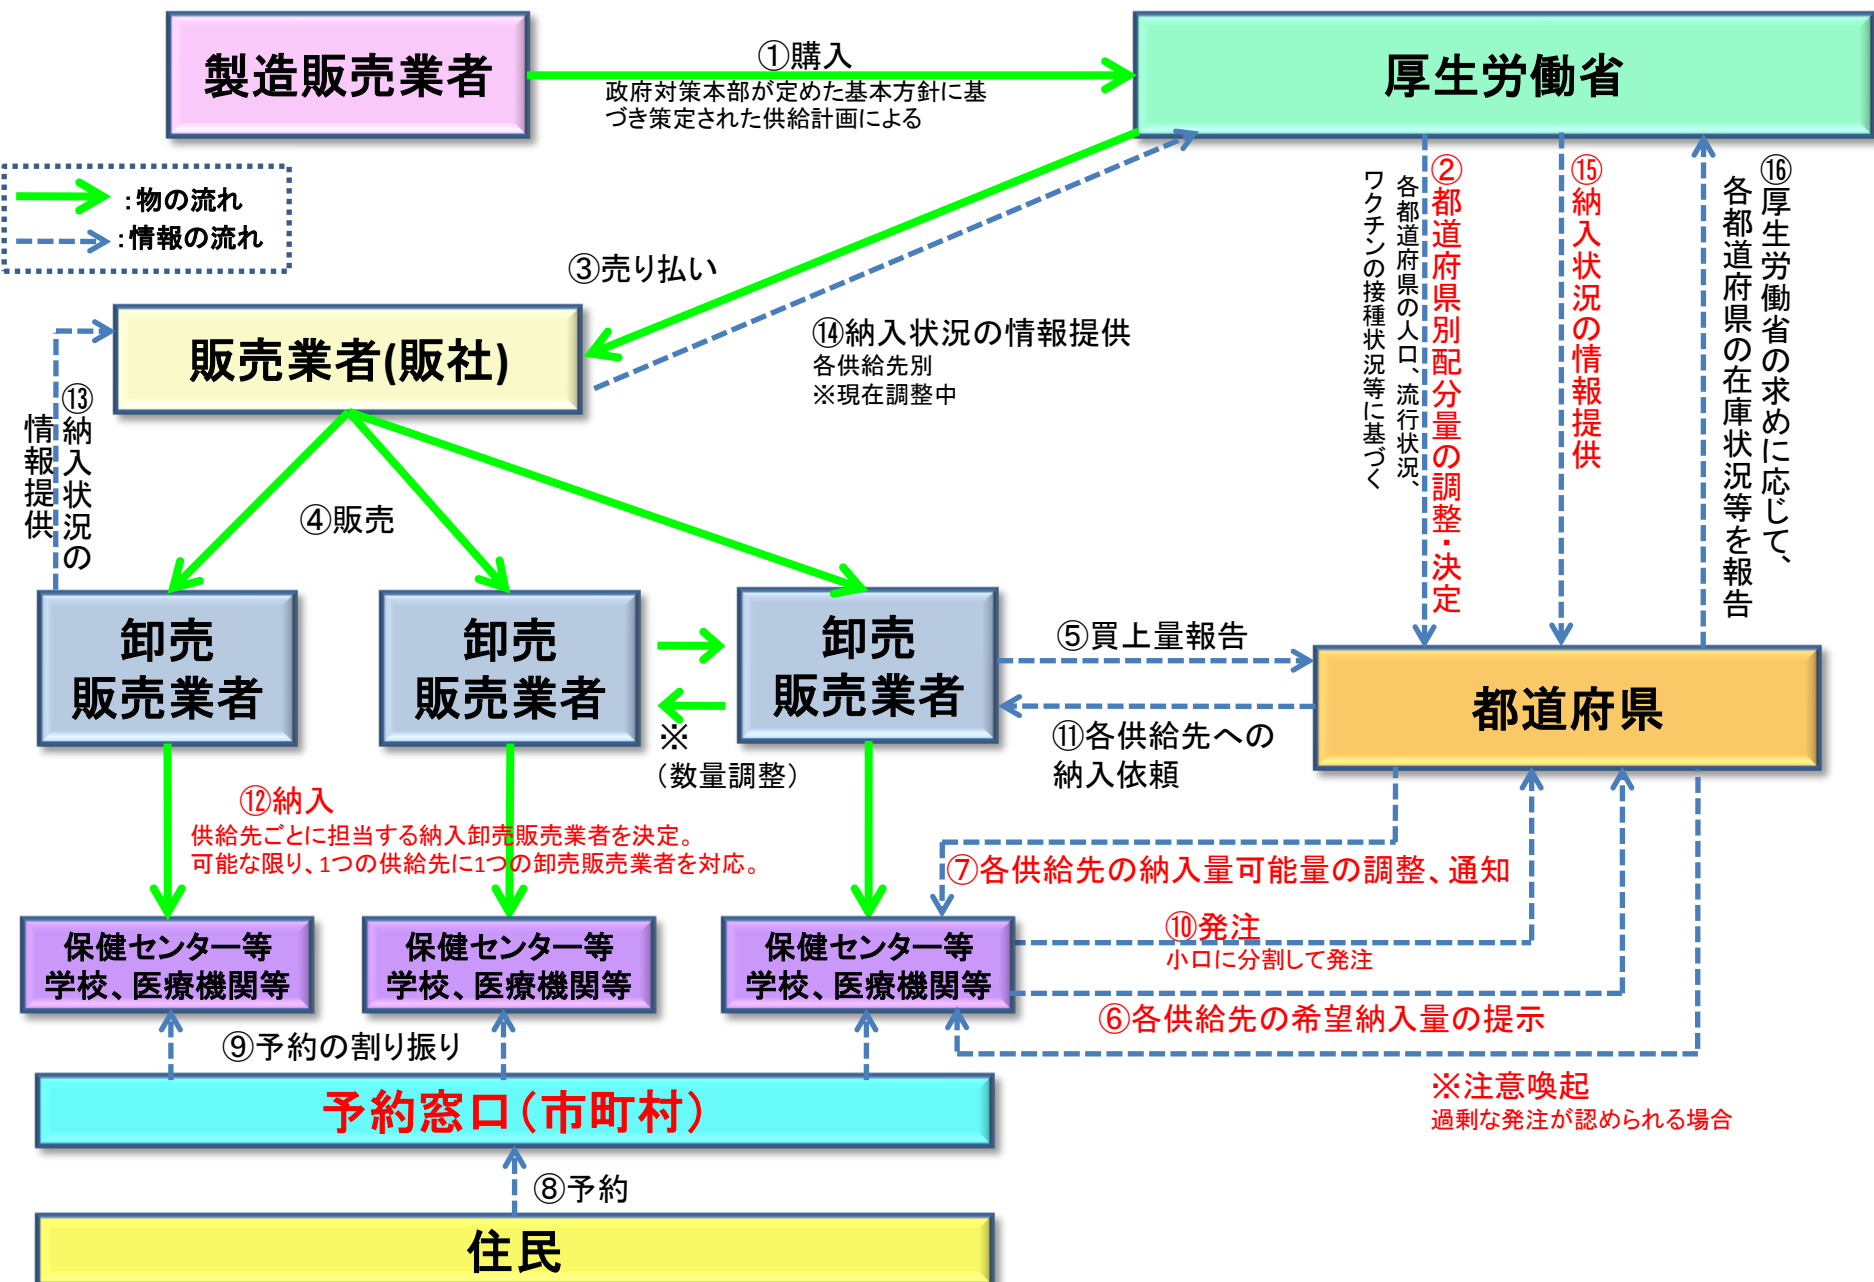 製造販売業者
①購入
政府対策本部が定めた基本方針に基
づき策定された供給計画による
厚生労働省
:物の流れ
:情報の流れ
③売り払い
②都道府県別配分量の調整・決定
各都道府県の人口、流行状況、
ワクチンの接種状況等に基づく
⑮納入状況の情報提供
⑯厚生労働省の求めに応じて、
各都道府県の在庫状況等を報告
販売業者(販社)
⑭納入状況の情報提供
各供給先別
※現在調整中
⑬納入状況の
情報提供
④販売
卸売
販売業者
卸売
販売業者
卸売
販売業者
※
（数量調整）
⑤買上量報告
⑪各供給先への
納入依頼
都道府県
⑫納入
供給先ごとに担当する納入卸売販売業者を決定。
可能な限り、1つの供給先に1つの卸売販売業者を対応。
⑦各供給先の納入量可能量の調整、通知
⑩発注
小口に分割して発注
⑥各供給先の希望納入量の提示
保健センター等
学校、医療機関等
保健センター等
学校、医療機関等
保健センター等
学校、医療機関等
⑨予約の割り振り
※注意喚起
過剰な発注が認められる場合
予約窓口（市町村）
⑧予約
住民